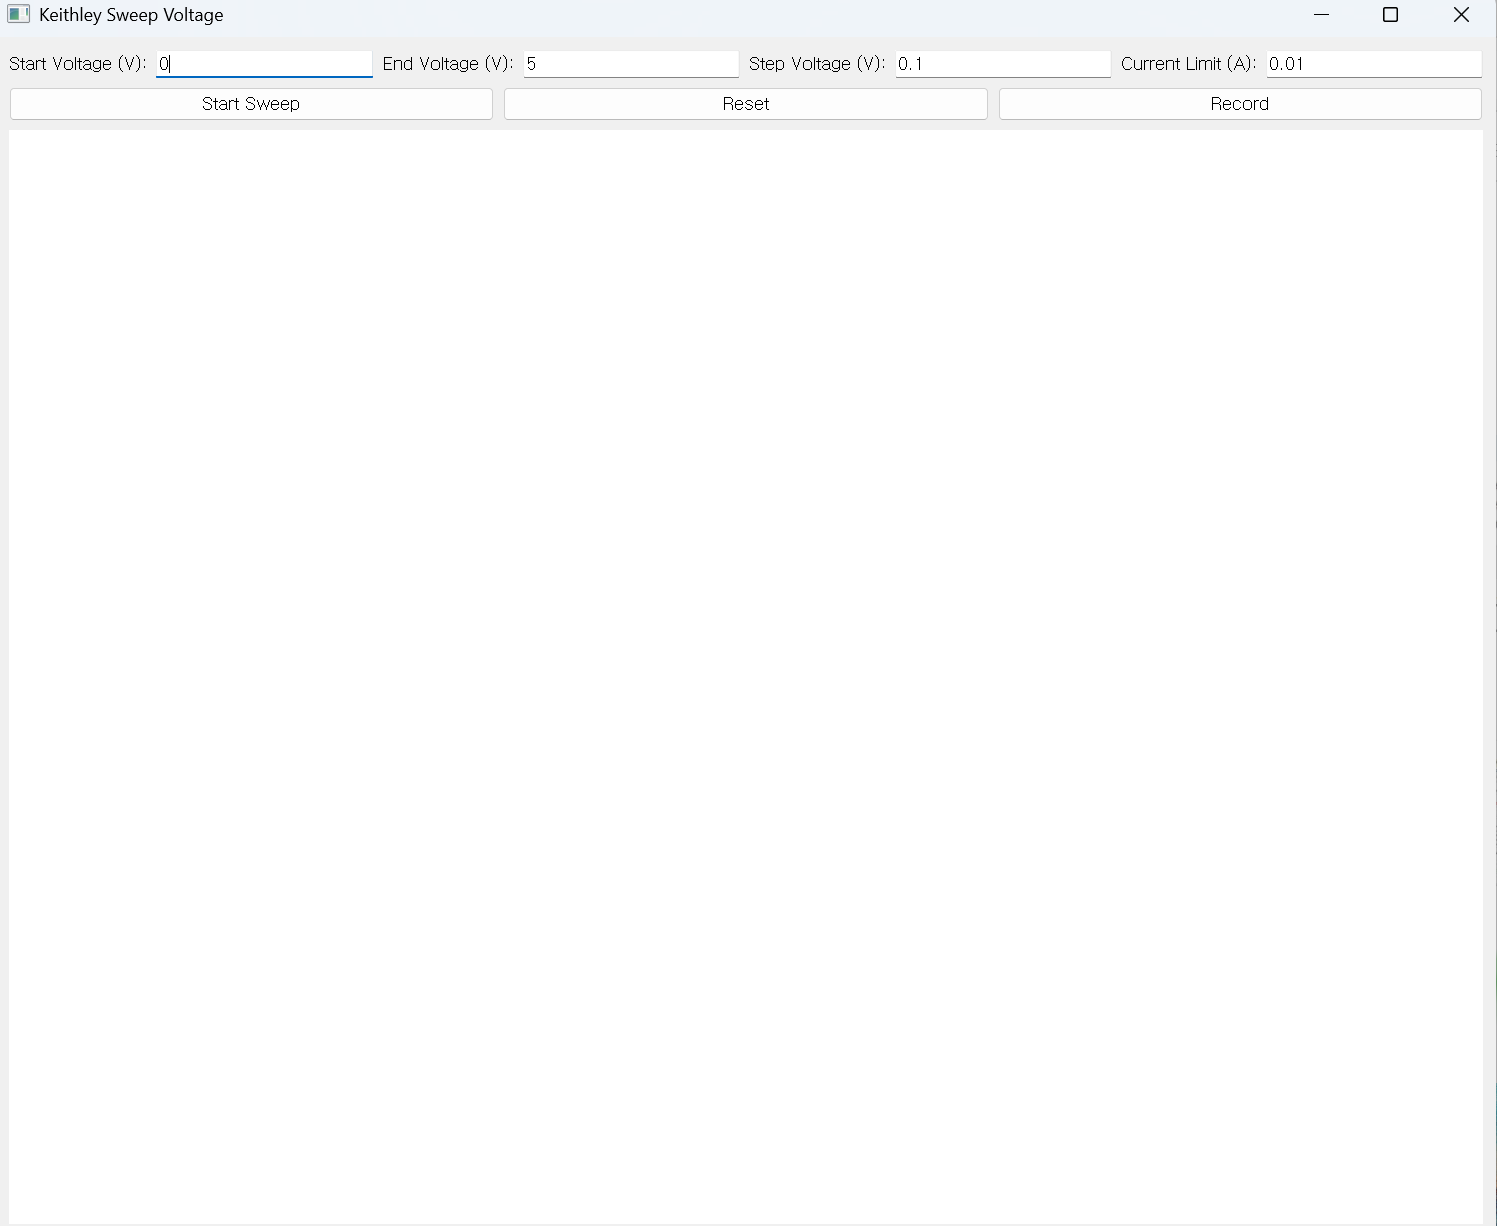 Keithley Sweep Voltage
Start Voltage (V): 0 End Voltage (V): 5 Step Voltage (V): 0.1 Current Limit (A): 0.01
Start Sweep Reset Record